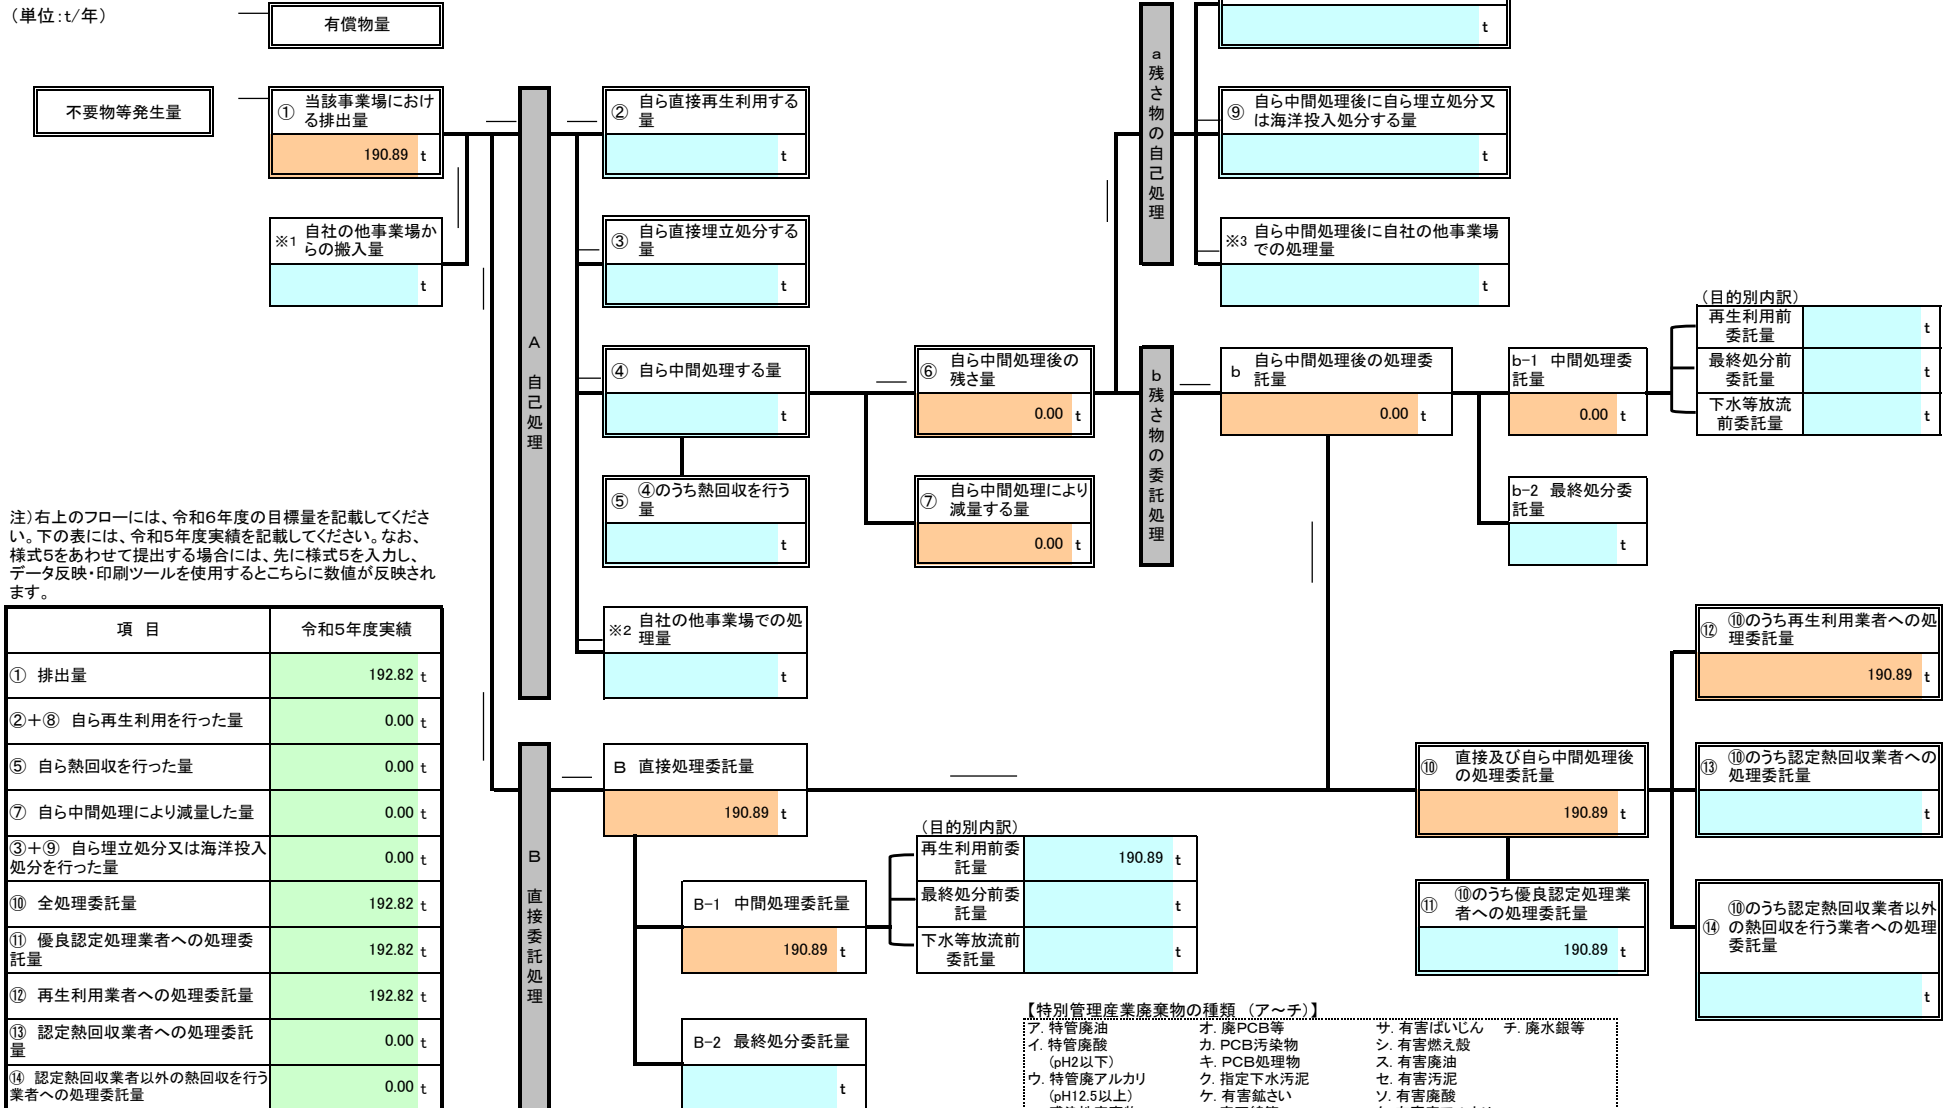 （単位:t/年）
有償物量
t
不要物等発生量
① 当該事業場におけ
る排出量
190.89 t
※1 自社の他事業場か
らの搬入量
t
A 自己処理
② 自ら直接再生利用する
量
t
③ 自ら直接埋立処分する
量
t
④ 自ら中間処理する量
t
⑤ ④のうち熱回収を行う
量
t
※2 自社の他事業場での処
理量
t
⑥ 自ら中間処理後の
残さ量
0.00 t
⑦ 自ら中間処理により
減量する量
0.00 t
a残さ物の自己処理
⑨ 自ら中間処理後に自ら埋立処分又
は海洋投入処分する量
t
※3 自ら中間処理後に自社の他事業場
での処理量
t
b残さ物の委託処理
b 自ら中間処理後の処理委
託量
0.00 t
b-1 中間処理委
託量
0.00 t
b-2 最終処分委
託量
t
（目的別内訳）
再生利用前
委託量
t
最終処分前
委託量
t
下水等放流
前委託量
t
注）右上のフローには、令和６年度の目標量を記載してくださ
い。下の表には、令和５年度実績を記載してください。なお、
様式５をあわせて提出する場合には、先に様式５を入力し、
データ反映・印刷ツールを使用するとこちらに数値が反映され
ます。
項 目 令和５年度実績
① 排出量 192.82 t
②＋⑧ 自ら再生利用を行った量 0.00 t
⑤ 自ら熱回収を行った量 0.00 t
⑦ 自ら中間処理により減量した量 0.00 t
③＋⑨ 自ら埋立処分又は海洋投入
処分を行った量 0.00 t
⑩ 全処理委託量 192.82 t
⑪ 優良認定処理業者への処理委
託量 192.82 t
⑫ 再生利用業者への処理委託量 192.82 t
⑬ 認定熱回収業者への処理委託
量 0.00 t
⑭ 認定熱回収業者以外の熱回収を行う
業者への処理委託量 0.00 t
B 直接委託処理
B 直接処理委託量
190.89 t
B-1 中間処理委託量
190.89 t
B-2 最終処分委託量
t
（目的別内訳）
再生利用前委
託量
190.89 t
最終処分前委
託量
t
下水等放流前
委託量
t
⑩ 直接及び自ら中間処理後
の処理委託量
190.89 t
⑪ ⑩のうち優良認定処理業
者への処理委託量
190.89 t
⑫ ⑩のうち再生利用業者への処
理委託量
190.89 t
⑬ ⑩のうち認定熱回収業者への
処理委託量
t
⑭ ⑩のうち認定熱回収業者以外
の熱回収を行う業者への処理
委託量
t
【特別管理産業廃棄物の種類 （ア～チ）】
ア. 特管廃油 オ. 廃PCB等 サ. 有害ばいじん チ. 廃水銀等
イ. 特管廃酸 カ. PCB汚染物 シ. 有害燃え殻
（pH2以下） キ. PCB処理物 ス. 有害廃油
ウ. 特管廃アルカリ ク. 指定下水汚泥 セ. 有害汚泥
（pH12.5以上） ケ. 有害鉱さい ソ. 有害廃酸